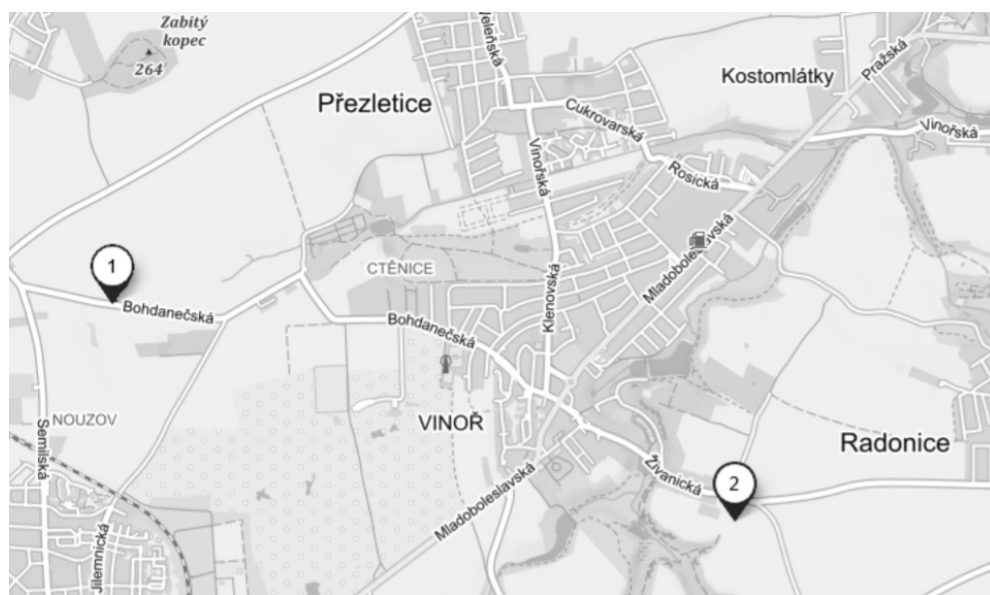 Zabitý
kopec
264
Jeleňská
Přezletice
Kostomlátky
Pražská
Cukrovarská
Vinořská
Vinořská
Rosická
Mladoboleslavská
1
CTĚNICE
Bohdanečská
Klenovská
Bohdanečská
NOUZOV
VINOŘ
Semilská
Radonice
Živanická
2
Mladoboleslavská
Jilemnická